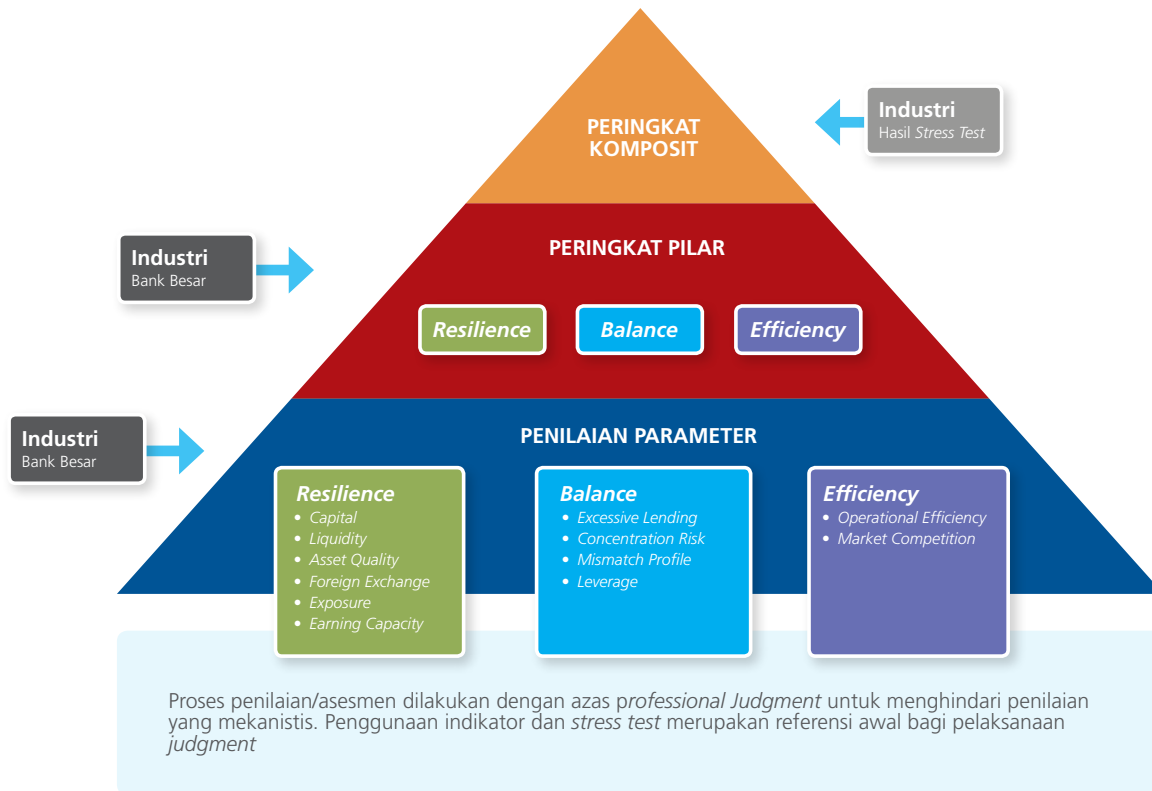 PERINGKAT
KOMPOSIT
Industri
Hasil Stress Test
PERINGKAT PILAR
Industri
Bank Besar
Resilience
Balance
Efficiency
PENILAIAN PARAMETER
Industri
Bank Besar
Resilience
• Capital
• Liquidity
• Asset Quality
• Foreign Exchange
• Exposure
• Earning Capacity
Balance
• Excessive Lending
• Concentration Risk
• Mismatch Profile
• Leverage
Efficiency
• Operational Efficiency
• Market Competition
Proses penilaian/asesmen dilakukan dengan azas professional Judgment untuk menghindari penilaian
yang mekanistis. Penggunaan indikator dan stress test merupakan referensi awal bagi pelaksanaan
judgment